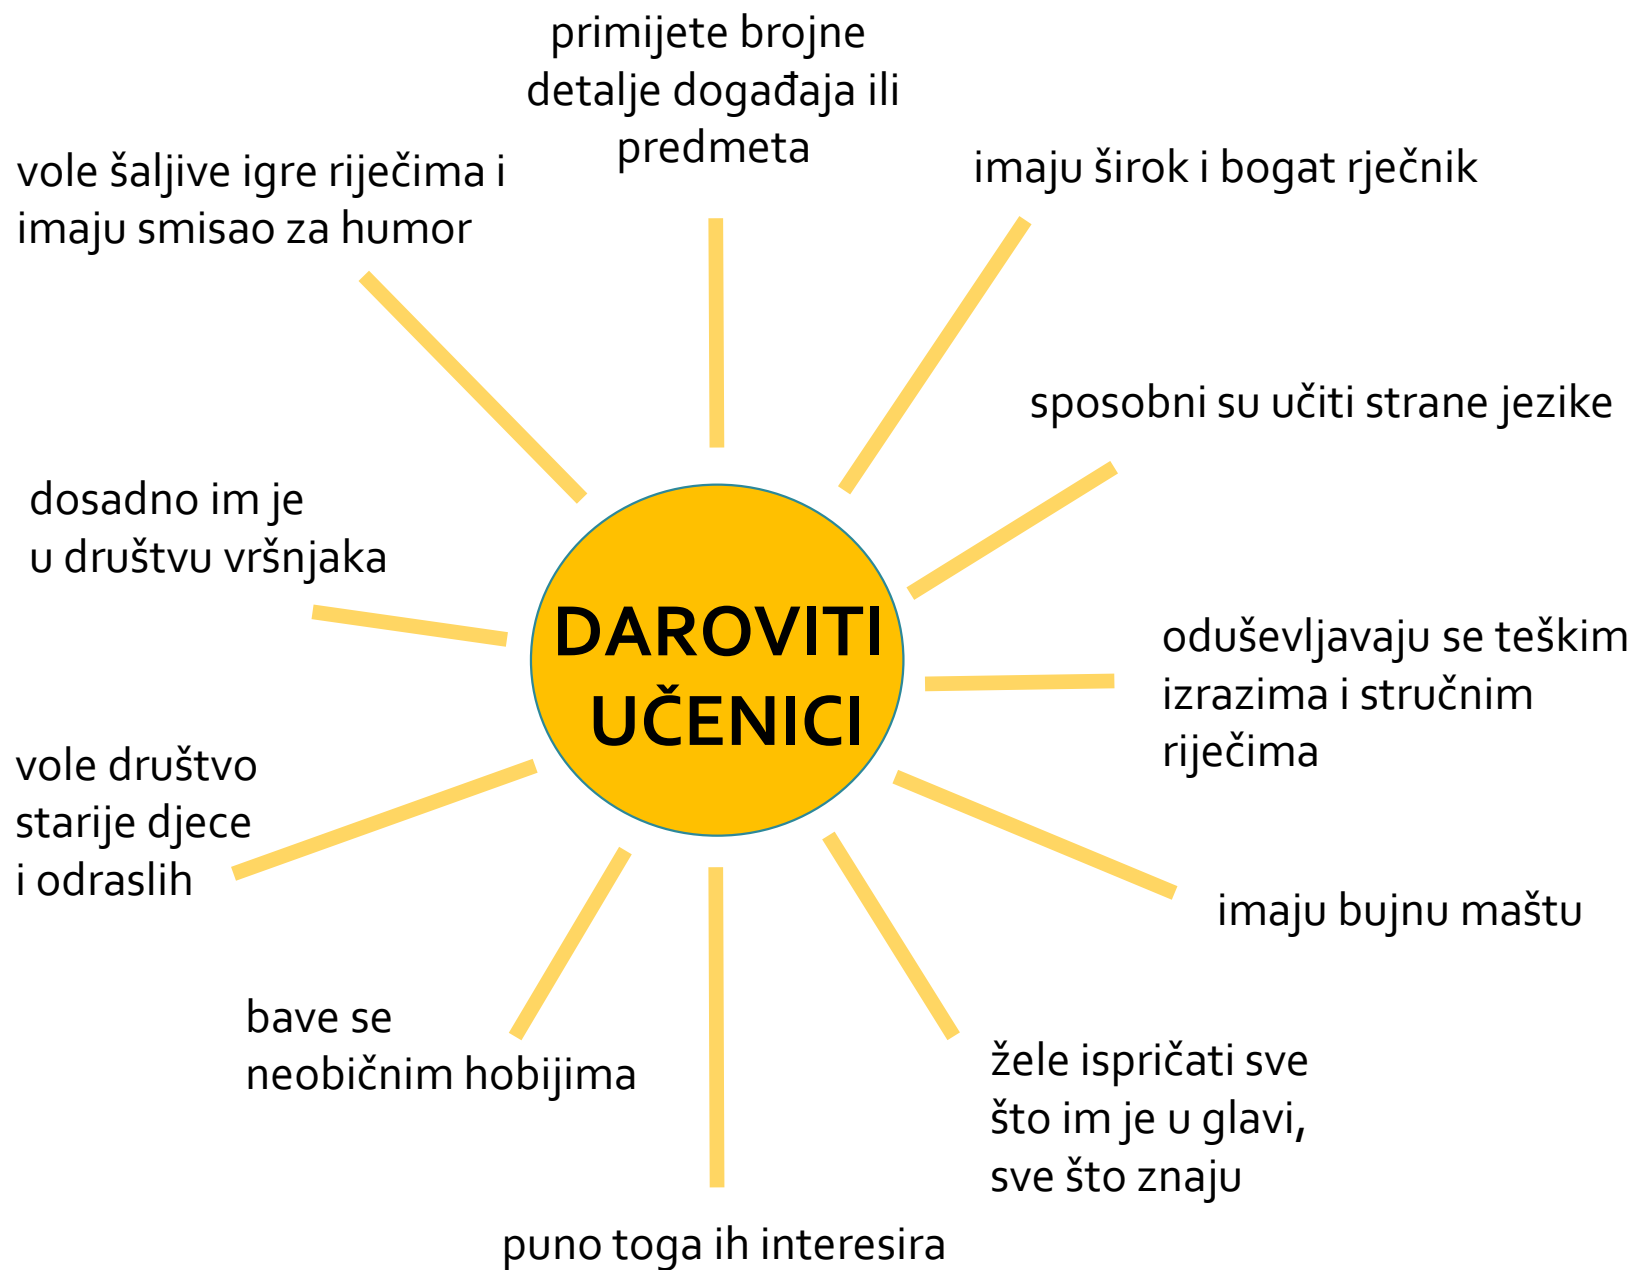 primijete brojne
detalje događaja ili
predmeta
imaju širok i bogat rječnik
sposobni su učiti strane jezike
oduševljavaju se teškim
izrazima i stručnim
riječima
imaju bujnu maštu
žele ispričati sve
što im je u glavi,
sve što znaju
puno toga ih interesira
bave se
neobičnim hobijima
vole društvo
starije djece
i odraslih
dosadno im je
u društvu vršnjaka
vole šaljive igre riječima i
imaju smisao za humor
DAROVITI
UČENICI